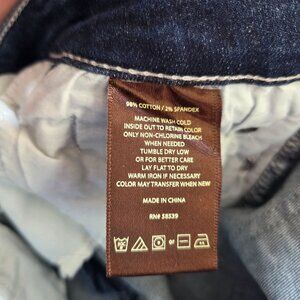 98% COTTON / 2% SPANDEX
MACHINE WASH COLD
INSIDE OUT TO RETAIN COLOR
ONLY NON-CHLORINE BLEACH
WHEN NEEDED
TUMBLE DRY LOW
OR FOR BETTER CARE
LAY FLAT TO DRY
WARM IRON IF NECESSARY
COLOR MAY TRANSFER WHEN NEW
MADE IN CHINA
RN# 58539
or